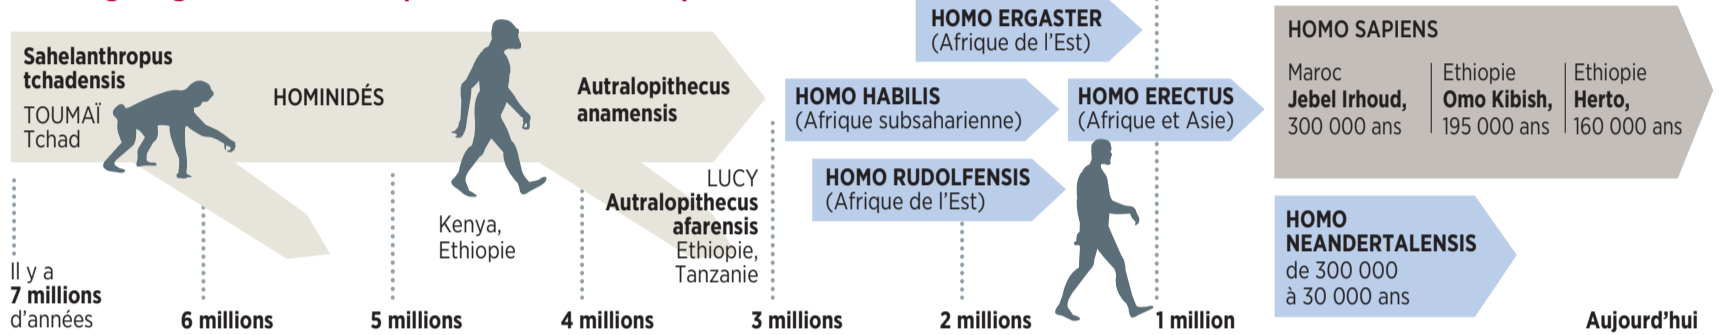 Sahelanthropus
tchadensis
TOUMAÏ
Tchad
HOMINIDÉS
Autralopithecus
anamensis
Kenya,
Ethiopie
LUCY
Autralopithecus
afarensis
Ethiopie,
Tanzanie
HOMO ERGASTER
(Afrique de l’Est)
HOMO HABILIS
(Afrique subsaharienne)
HOMO ERECTUS
(Afrique et Asie)
HOMO RUDOLFENSIS
(Afrique de l’Est)
HOMO SAPIENS
Maroc
Jebel Irhoud,
300 000 ans
Ethiopie
Omo Kibish,
195 000 ans
Ethiopie
Herto,
160 000 ans
HOMO
NEANDERTALENSIS
de 300 000
à 30 000 ans
Il y a
7 millions
d’années
6 millions
5 millions
4 millions
3 millions
2 millions
1 million
Aujourd’hui